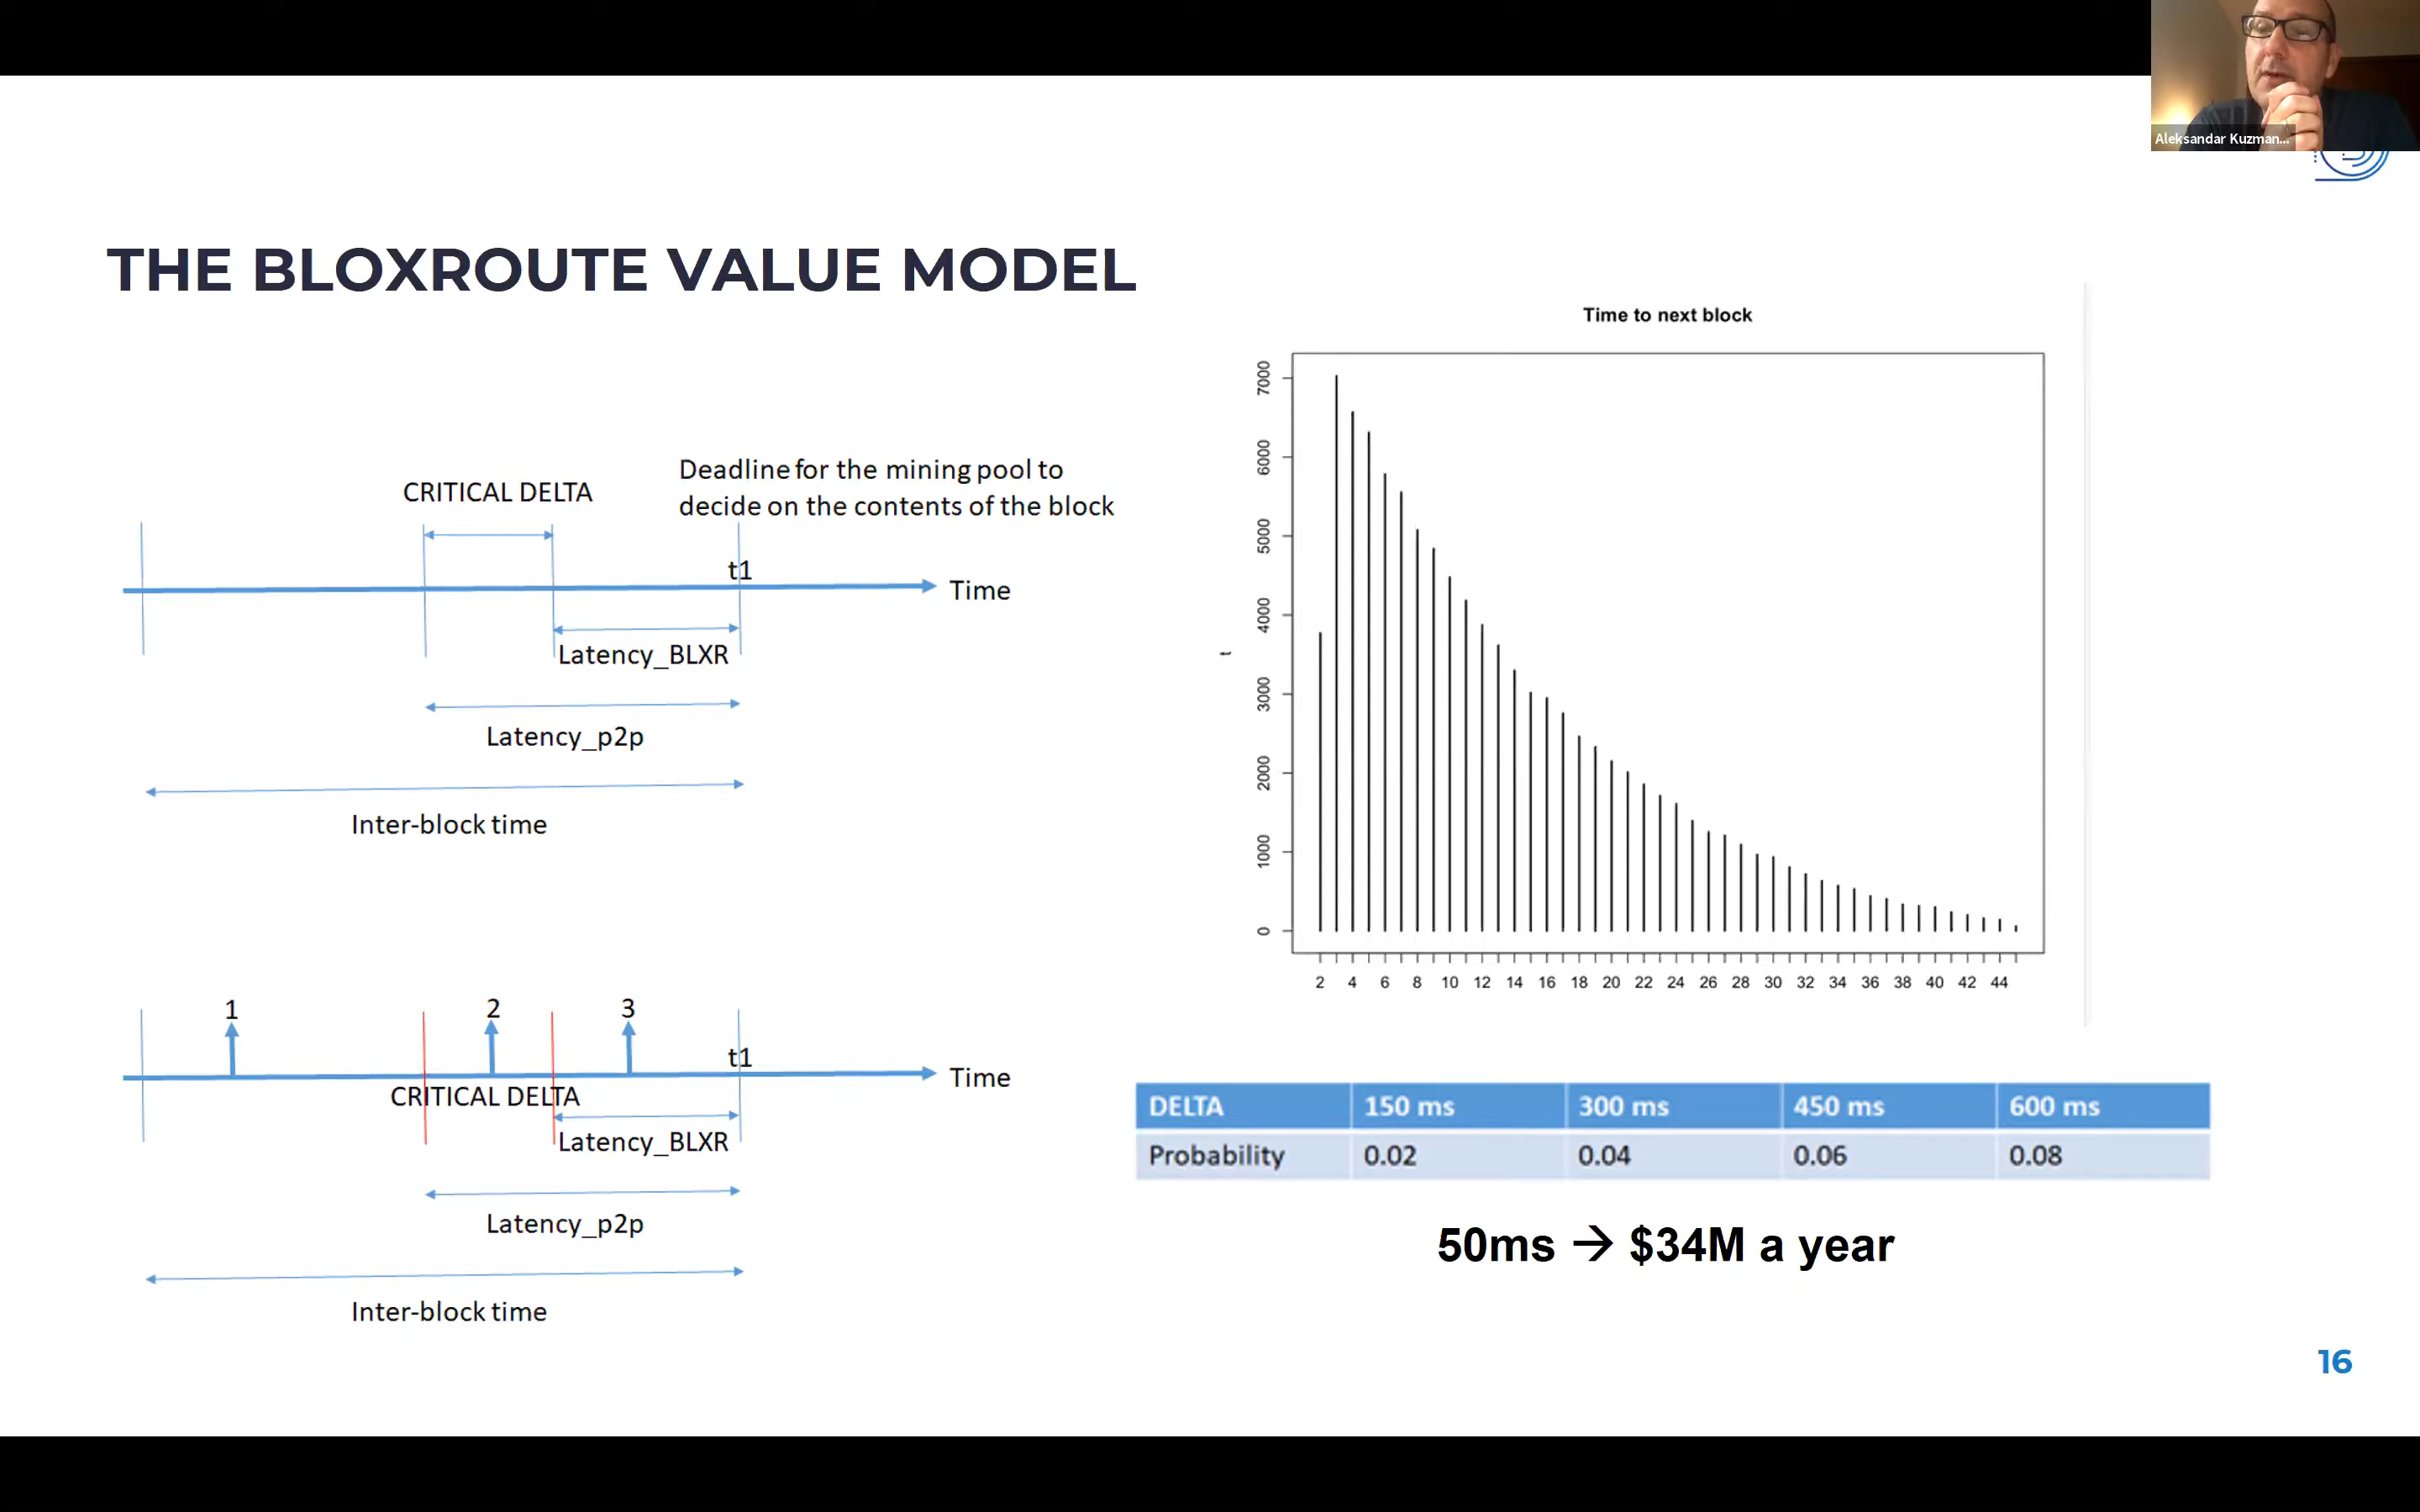 Aleksandar Kuzman...
THE BLOXROUTE VALUE MODEL
CRITICAL DELTA
Deadline for the mining pool to
decide on the contents of the block
t1
Time
Latency_BLXR
Latency_p2p
Inter-block time
1 2 3
t1
Time
CRITICAL DELTA
Latency_BLXR
Latency_p2p
Inter-block time
Time to next block
7000
6000
5000
4000
3000
2000
1000
0
2 4 6 8 10 12 14 16 18 20 22 24 26 28 30 32 34 36 38 40 42 44
DELTA 150 ms 300 ms 450 ms 600 ms
Probability 0.02 0.04 0.06 0.08
50ms → $34M a year
16